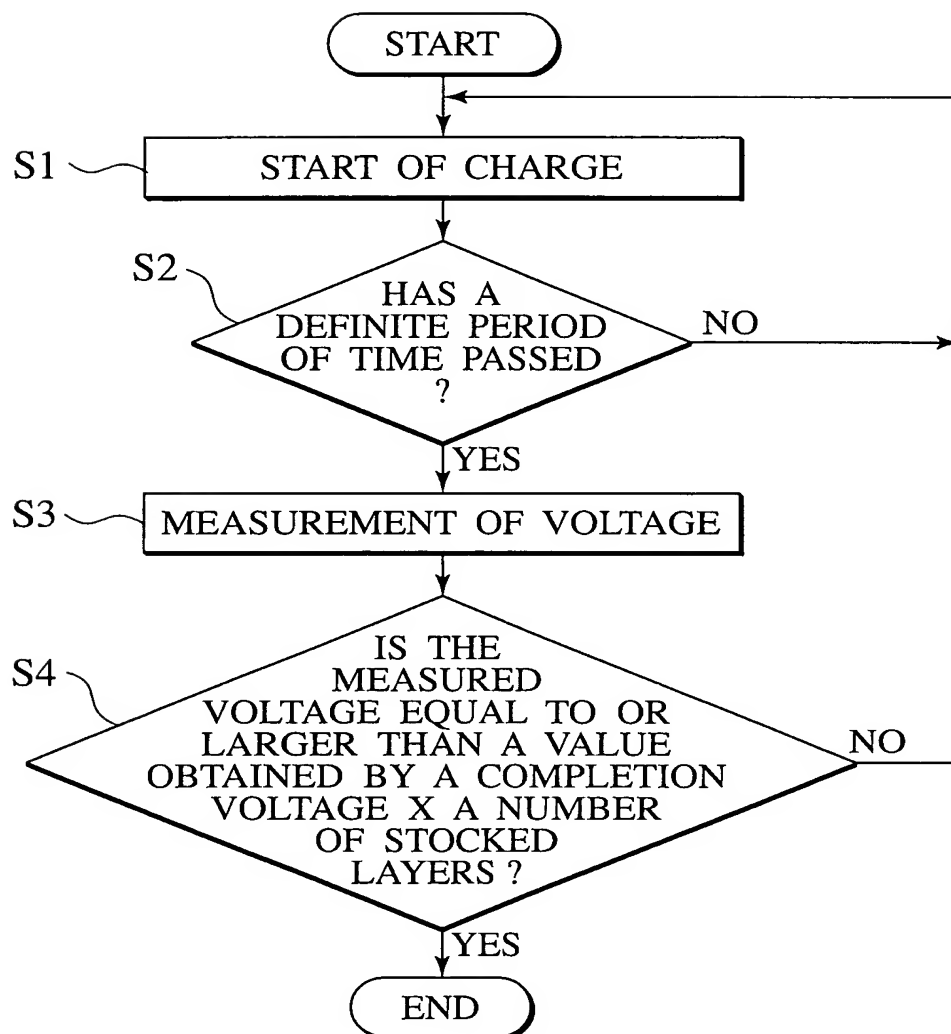 START
S1
START OF CHARGE
S2
HAS A
DEFINITE PERIOD
OF TIME PASSED
?
NO
YES
S3
MEASUREMENT OF VOLTAGE
S4
IS THE
MEASURED
VOLTAGE EQUAL TO OR
LARGER THAN A VALUE
OBTAINED BY A COMPLETION
VOLTAGE X A NUMBER
OF STOCKED
LAYERS ?
NO
YES
END